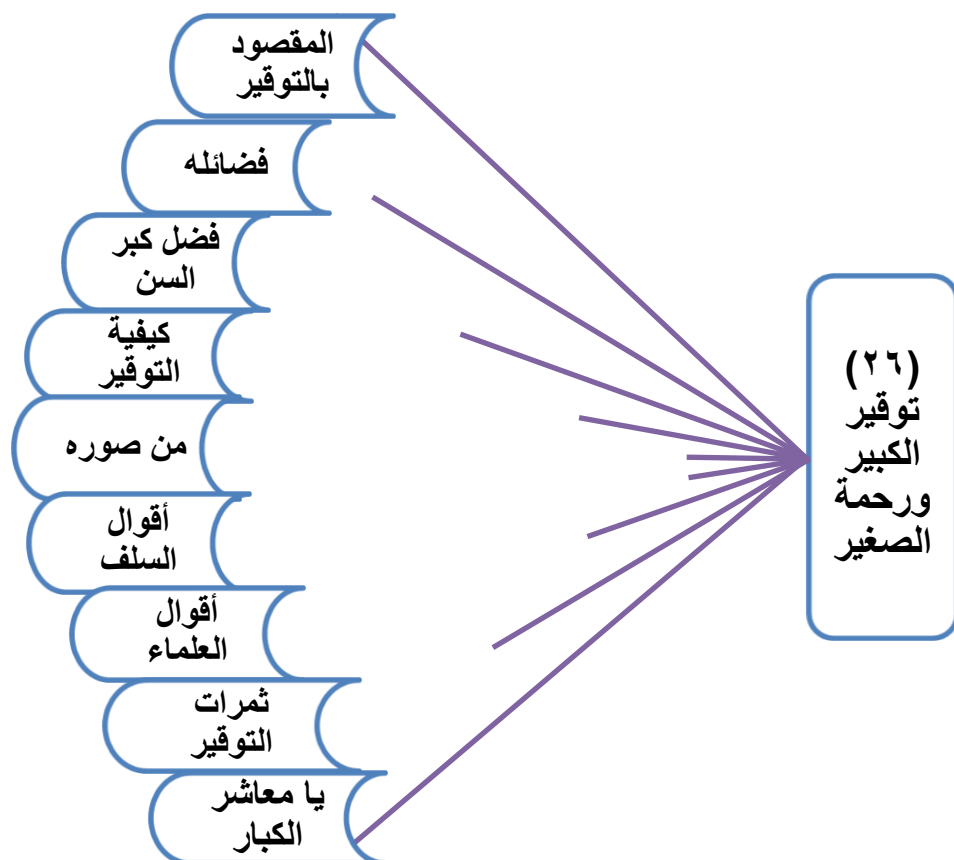 (٢٦)
توقير
الكبير
ورحمة
الصغير
المقصود
بالتوقير
فضائله
فضل كبر
السن
كيفية
التوقير
من صوره
أقوال
السلف
أقوال
العلماء
ثمرات
التوقير
يا معاشر
الكبار